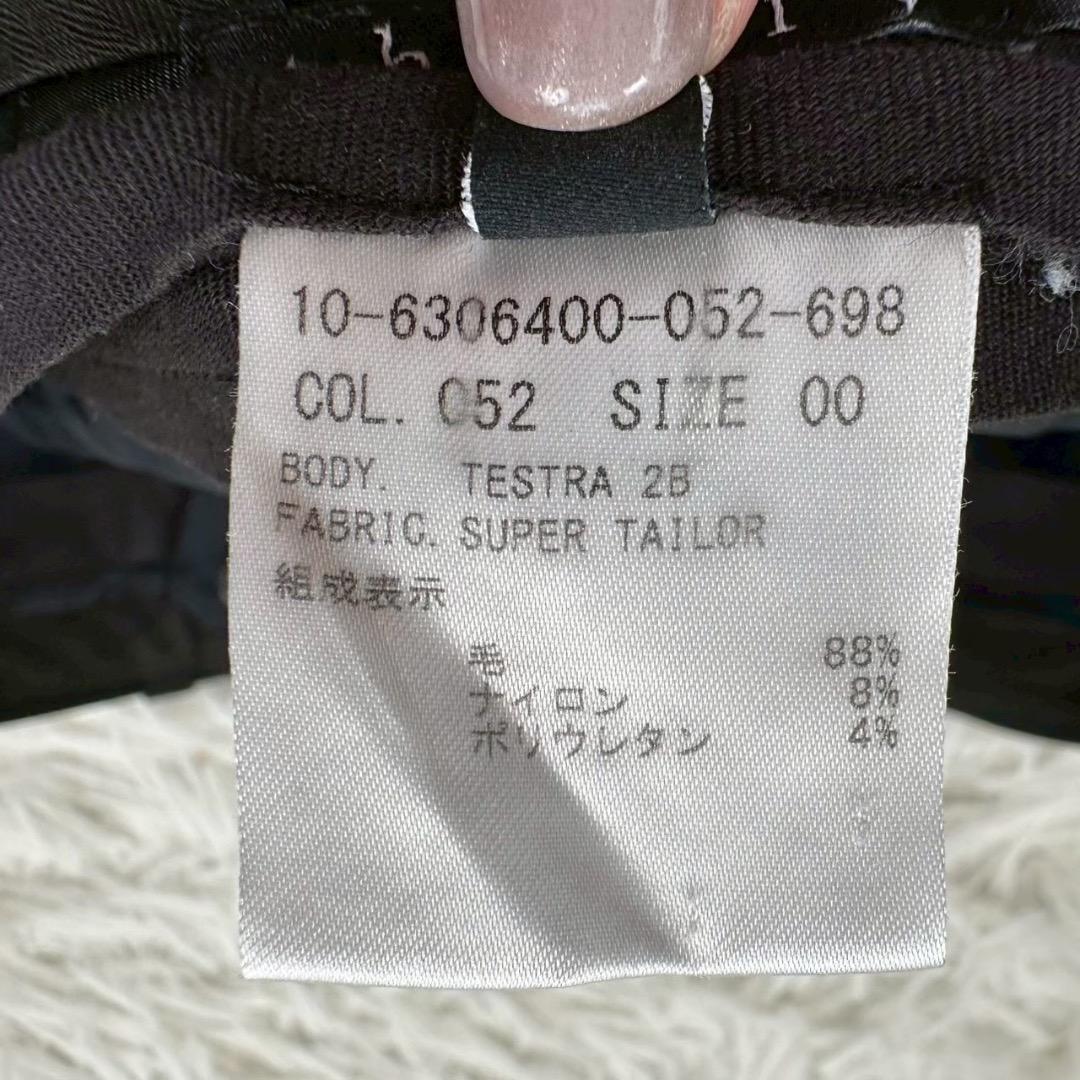 10-6306400-052-698
COL. 052 SIZE 00
BODY. TESTRA 2B
FABRIC. SUPER TAILOR
組成表示
毛 88%
ナイロン 8%
ポリウレタン 4%